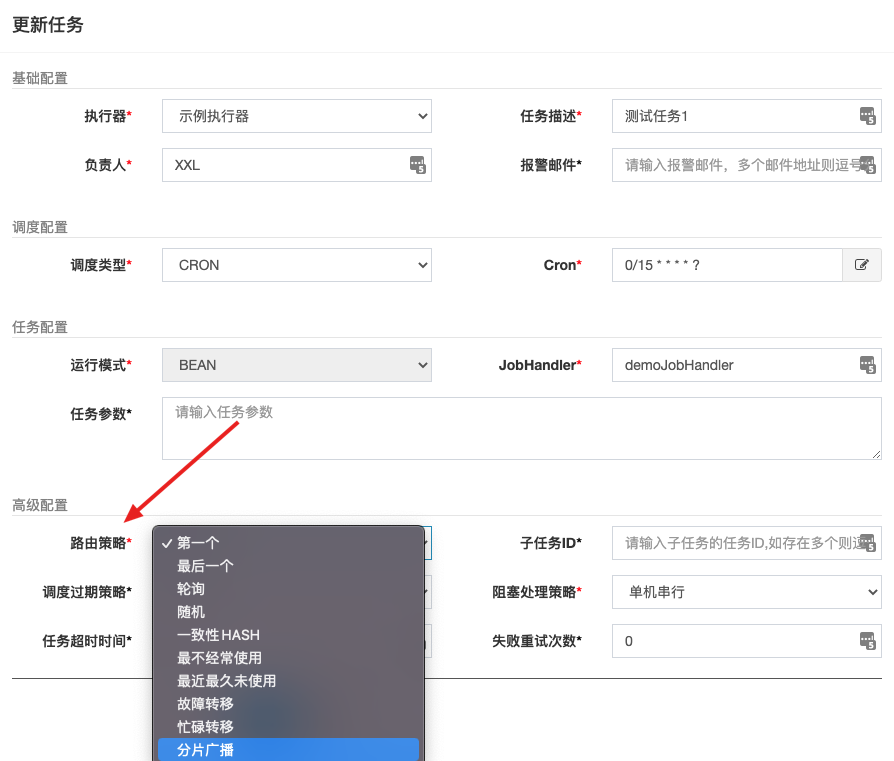 更新任务
基础配置
执行器* 示例执行器 任务描述* 测试任务1
负责人* XXL 报警邮件* 请输入报警邮件，多个邮件地址则逗号
调度配置
调度类型* CRON Cron* 0/15 * * * * ?
任务配置
运行模式* BEAN JobHandler* demoJobHandler
任务参数* 请输入任务参数
高级配置
路由策略* 第一个 子任务ID* 请输入子任务的任务ID,如存在多个则逗
最后一个
调度过期策略* 轮询 阻塞处理策略* 单机串行
随机
任务超时时间* 一致性HASH 失败重试次数* 0
最不经常使用
最近最久未使用
故障转移
忙碌转移
分片广播